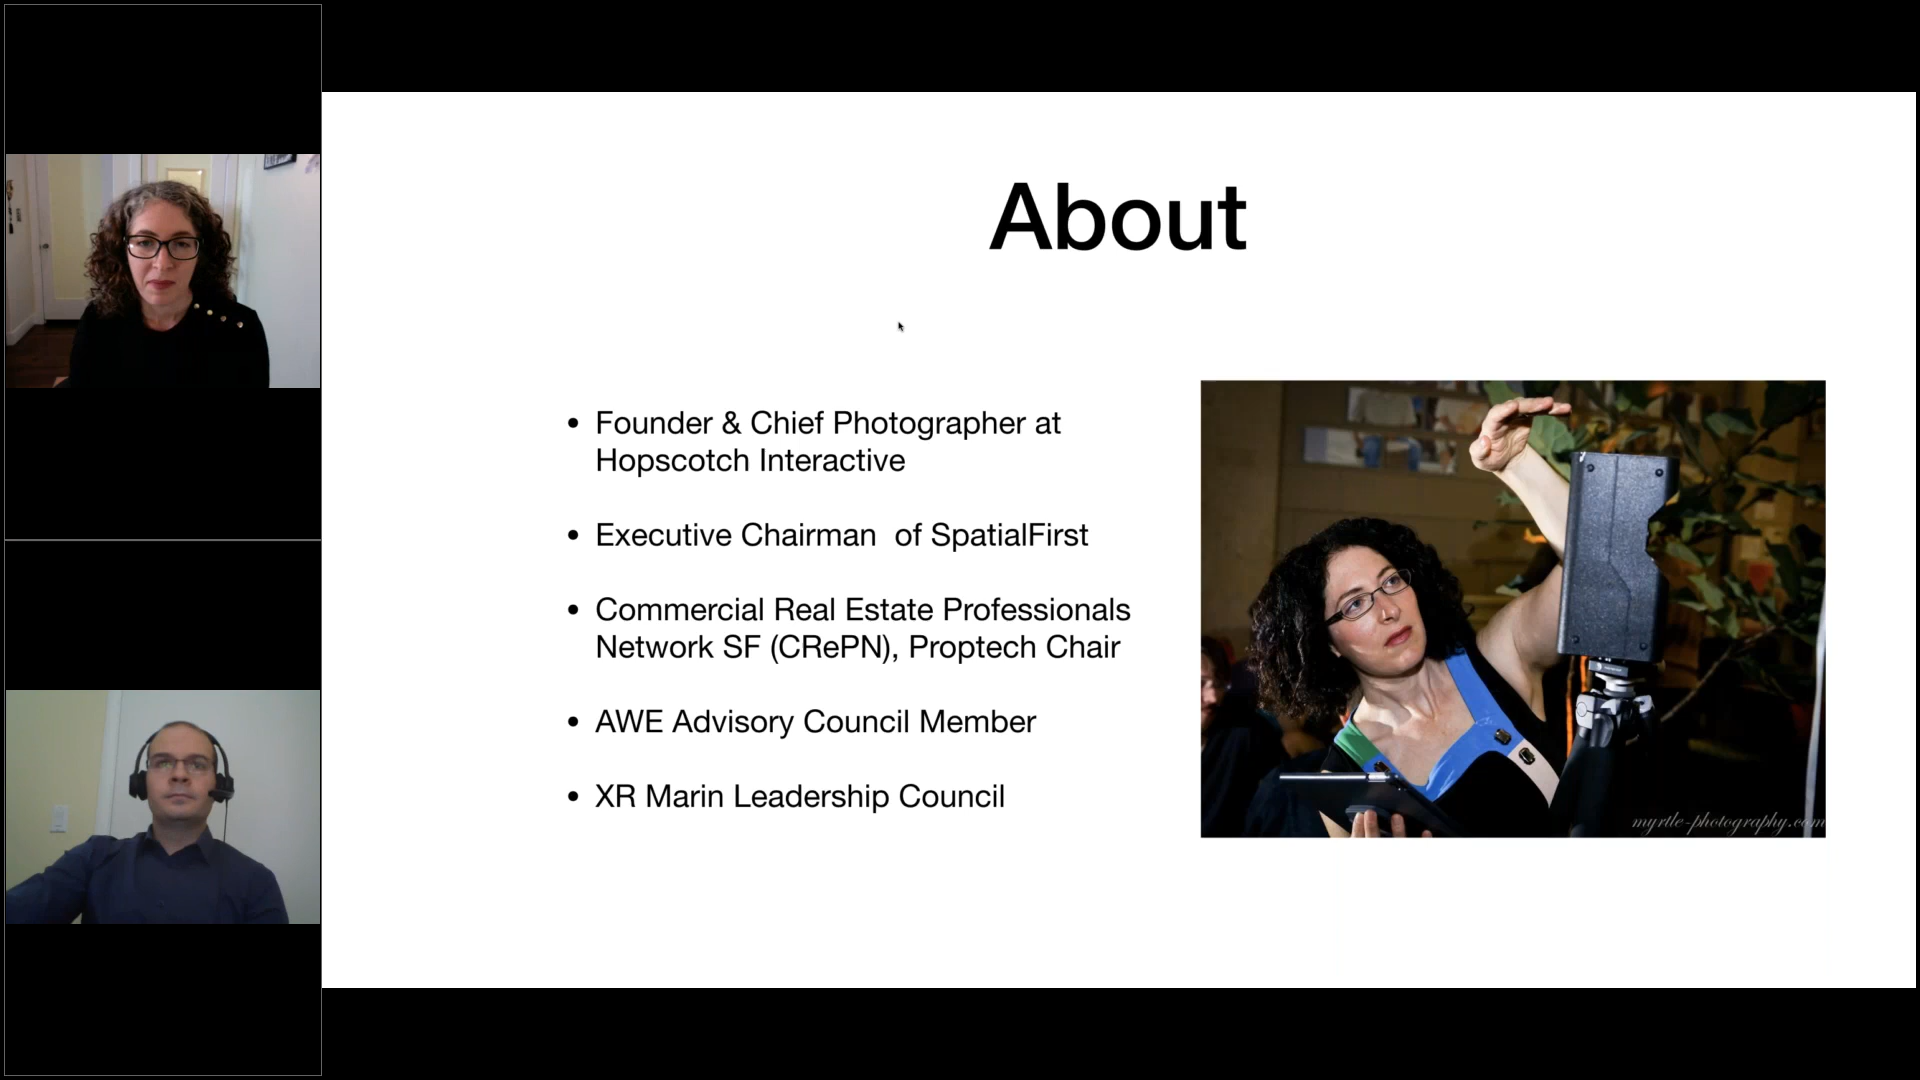 About
• Founder & Chief Photographer at
Hopscotch Interactive
• Executive Chairman  of SpatialFirst
• Commercial Real Estate Professionals
Network SF (CRePN), Proptech Chair
• AWE Advisory Council Member
• XR Marin Leadership Council
myrtle-photography.com